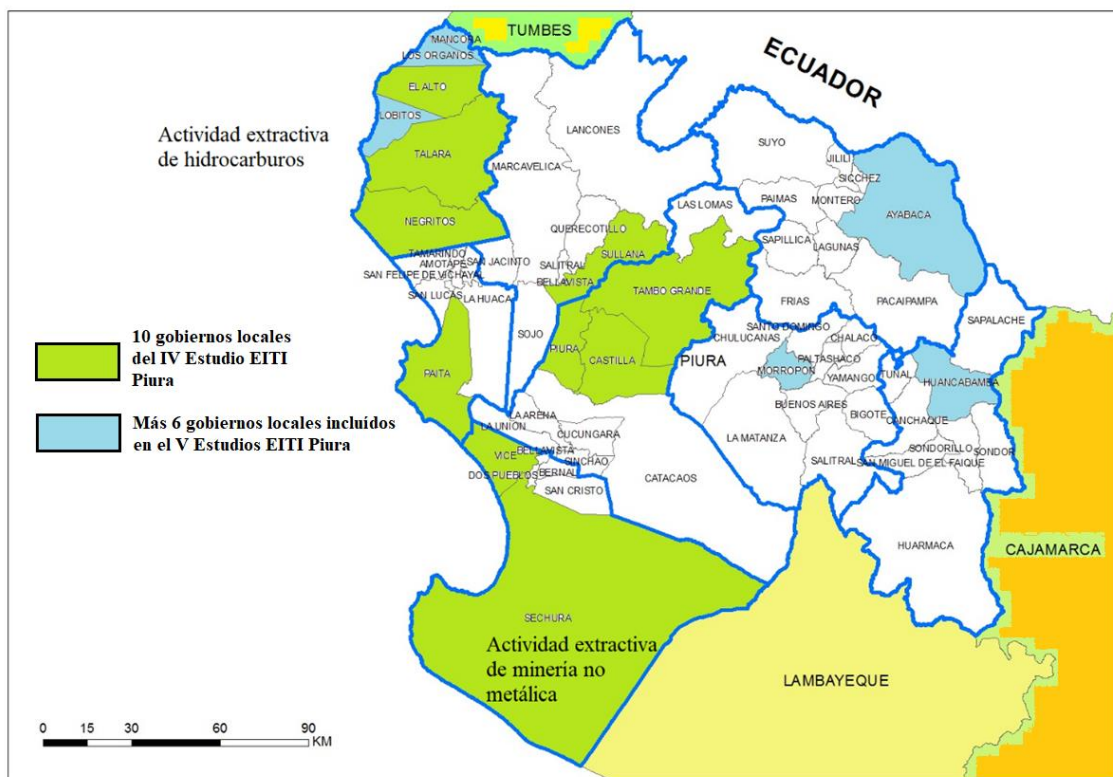 TUMBES
ECUADOR
MANCORA
LOS ORGANOS
EL ALTO
LOBITOS
Actividad extractiva
de hidrocarburos
TALARA
NEGRITOS
LANCONES
MARCAVELICA
SUYO
JILILI
SICCHEZ
LAS LOMAS
PAIMAS
MONTERO
AYABACA
QUERECOTILLO
SULLANA
SAPILLICA
LAGUNAS
TAMARINDO
AMOTAPE
SAN JACINTO
SALITRAL
SAN FELIPE DE VICHAYAL
BELLAVISTA
TAMBO GRANDE
SAN LUCAS
LA HUACA
FRIAS
PACAIPAMPA
SAPALACHE
SOJO
SANTO DOMINGO
CHULUCANAS
CHALACO
10 gobiernos locales
del IV Estudio EITI
Piura
PIURA
CASTILLA
PIURA
PALTASHACO
PAITA
MORROPON
YAMANGO
TUNAL
HUANCABAMBA
BUENOS AIRES
Más 6 gobiernos locales incluídos
en el V Estudios EITI Piura
LA ARENA
LA UNION
CUCUNGARA
BIGOTE
CANCHAQUE
VICE
BELLAVISTA
LA MATANZA
SONDORILLO
SONDOR
SINCHAO
DOS PUEBLOS
BERNAL
SALITRAL
SAN MIGUEL DE EL FAIQUE
CATACAOS
SAN CRISTO
HUARMACA
CAJAMARCA
SECHURA
Actividad extractiva
de minería no
metálica
LAMBAYEQUE
0 15 30 60 90
KM